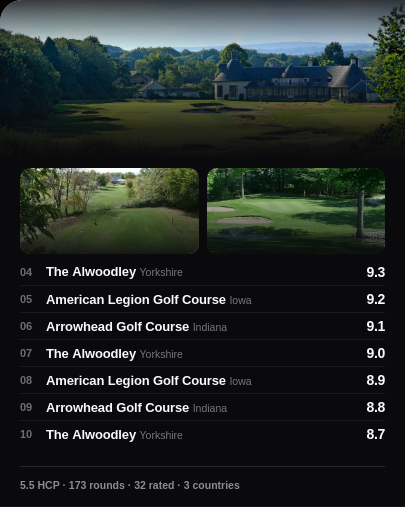 04 The Alwoodley Yorkshire 9.3
05 American Legion Golf Course Iowa 9.2
06 Arrowhead Golf Course Indiana 9.1
07 The Alwoodley Yorkshire 9.0
08 American Legion Golf Course Iowa 8.9
09 Arrowhead Golf Course Indiana 8.8
10 The Alwoodley Yorkshire 8.7
5.5 HCP · 173 rounds · 32 rated · 3 countries